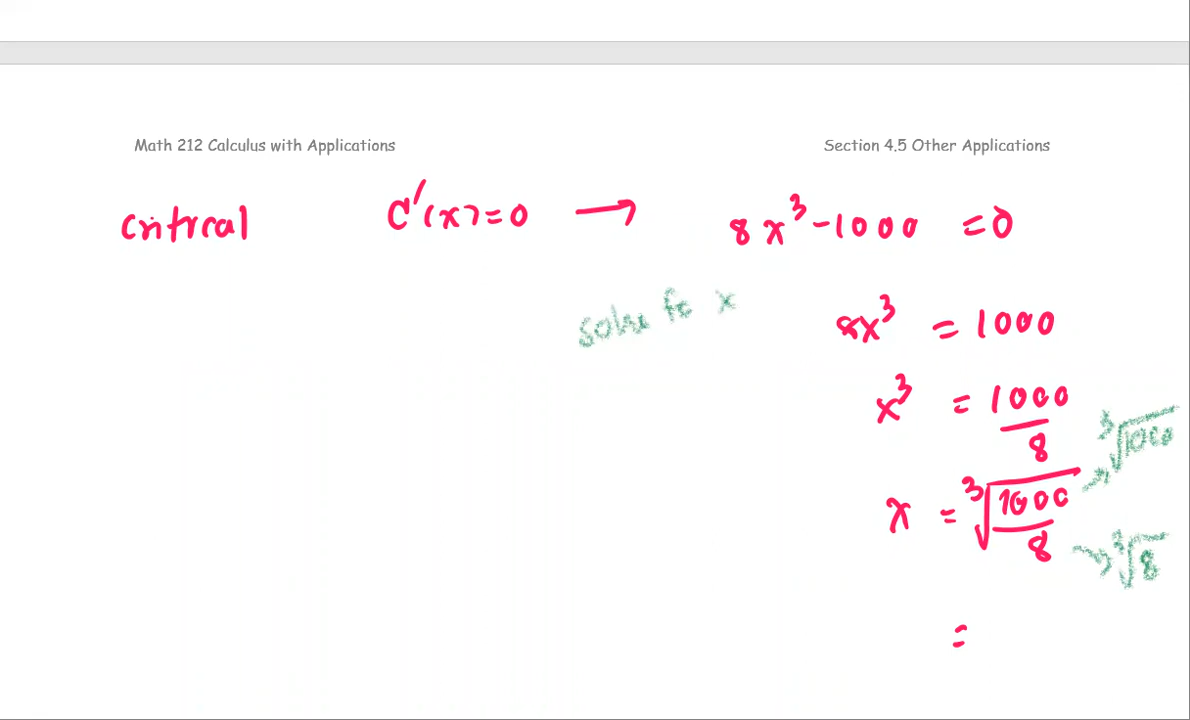 Math 212 Calculus with Applications Section 4.5 Other Applications
critical C'(x)=0 → 8x³-1000 =0
solve fr x
8x³ = 1000
x³ = 1000/8
∛1000
x = ∛(1000/8)
∛8
=